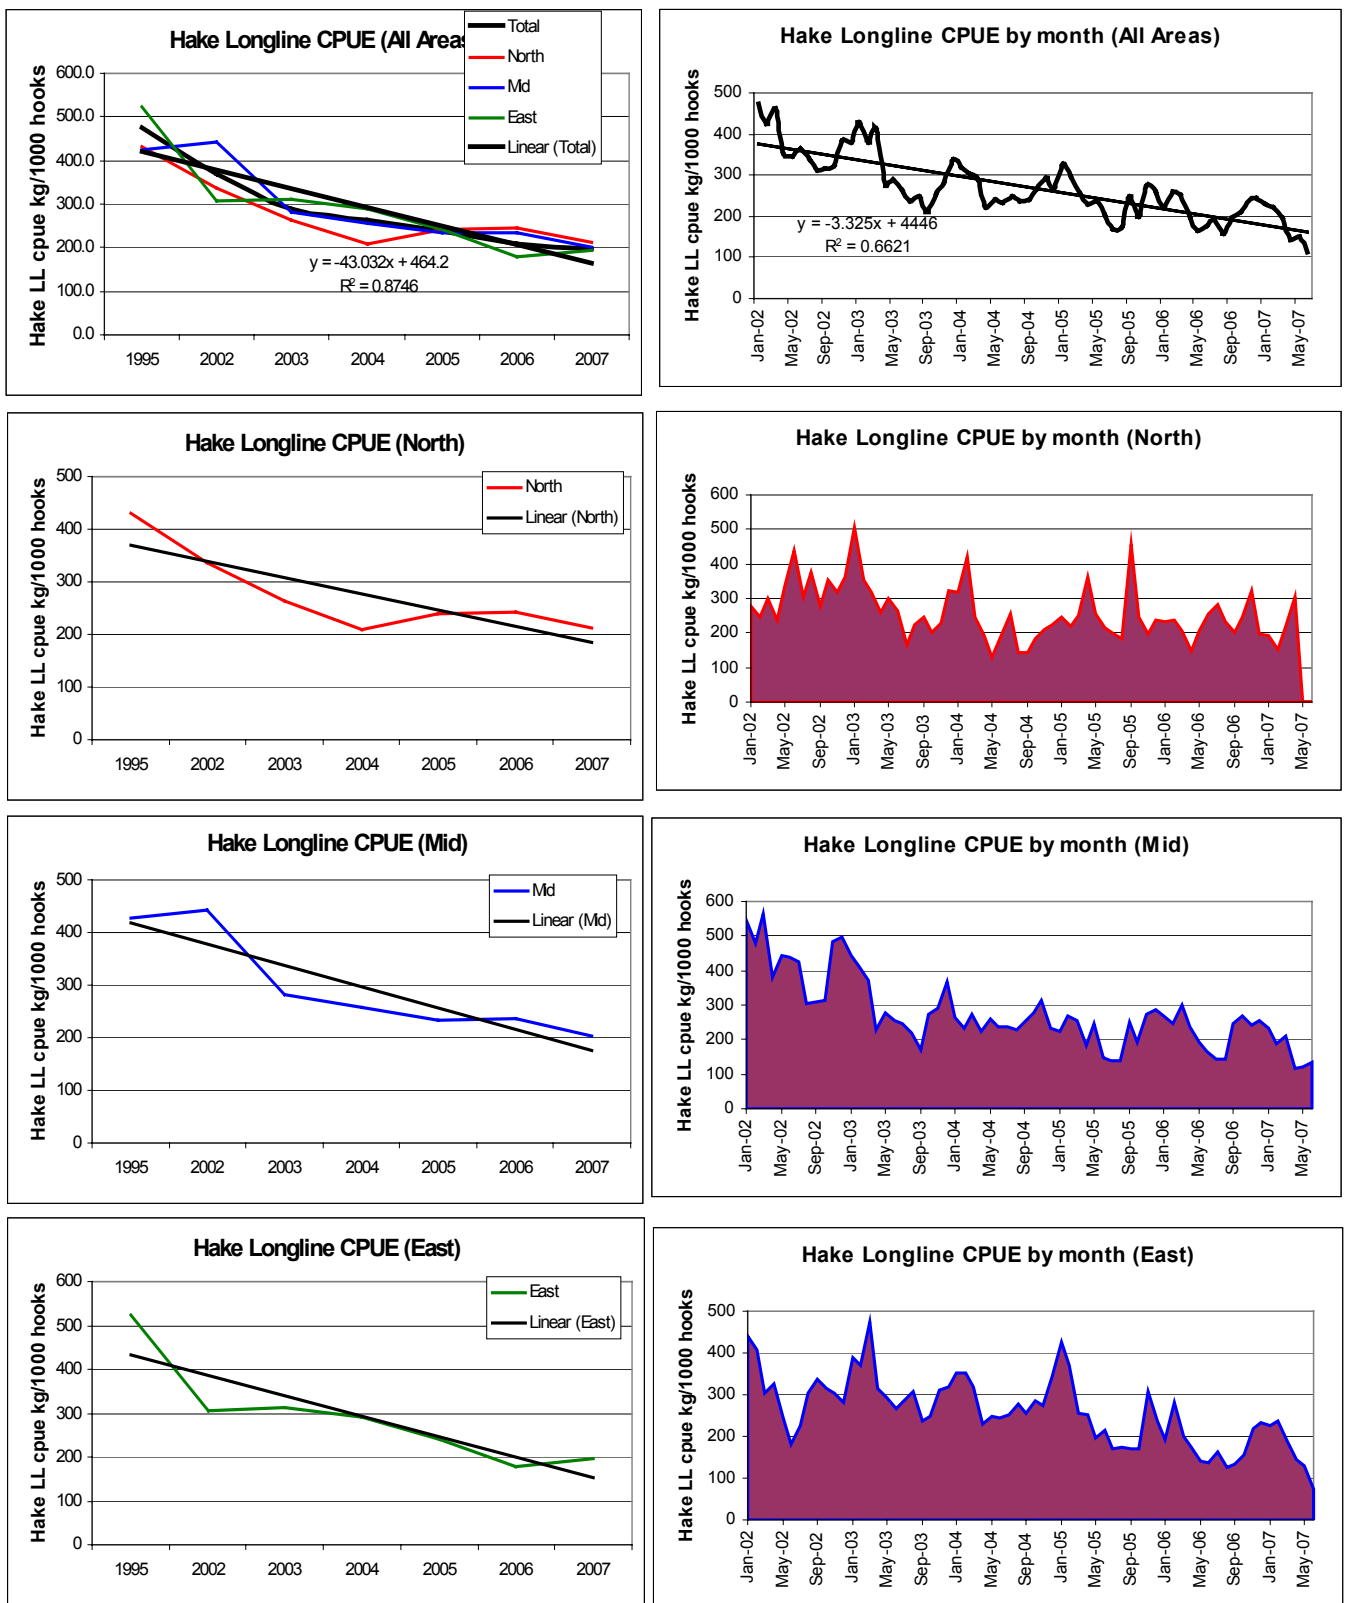 Hake Longline CPUE (All Areas
Total
North
Mid
East
Linear (Total)
Hake LL cpue kg/1000 hooks
600.0
500.0
400.0
300.0
200.0
100.0
0.0
y = -43.032x + 464.2
R² = 0.8746
1995 2002 2003 2004 2005 2006 2007
Hake Longline CPUE by month (All Areas)
Hake LL cpue kg/1000 hooks
500
400
300
200
100
0
y = -3.325x + 4446
R² = 0.6621
Jan-02 May-02 Sep-02 Jan-03 May-03 Sep-03 Jan-04 May-04 Sep-04 Jan-05 May-05 Sep-05 Jan-06 May-06 Sep-06 Jan-07 May-07
Hake Longline CPUE (North)
North
Linear (North)
Hake LL cpue kg/1000 hooks
500
400
300
200
100
0
1995 2002 2003 2004 2005 2006 2007
Hake Longline CPUE by month (North)
Hake LL cpue kg/1000 hooks
600
500
400
300
200
100
0
Jan-02 May-02 Sep-02 Jan-03 May-03 Sep-03 Jan-04 May-04 Sep-04 Jan-05 May-05 Sep-05 Jan-06 May-06 Sep-06 Jan-07 May-07
Hake Longline CPUE (Mid)
Mid
Linear (Mid)
Hake LL cpue kg/1000 hooks
500
400
300
200
100
0
1995 2002 2003 2004 2005 2006 2007
Hake Longline CPUE by month (Mid)
Hake LL cpue kg/1000 hooks
600
500
400
300
200
100
0
Jan-02 May-02 Sep-02 Jan-03 May-03 Sep-03 Jan-04 May-04 Sep-04 Jan-05 May-05 Sep-05 Jan-06 May-06 Sep-06 Jan-07 May-07
Hake Longline CPUE (East)
East
Linear (East)
Hake LL cpue kg/1000 hooks
600
500
400
300
200
100
0
1995 2002 2003 2004 2005 2006 2007
Hake Longline CPUE by month (East)
Hake LL cpue kg/1000 hooks
500
400
300
200
100
0
Jan-02 May-02 Sep-02 Jan-03 May-03 Sep-03 Jan-04 May-04 Sep-04 Jan-05 May-05 Sep-05 Jan-06 May-06 Sep-06 Jan-07 May-07